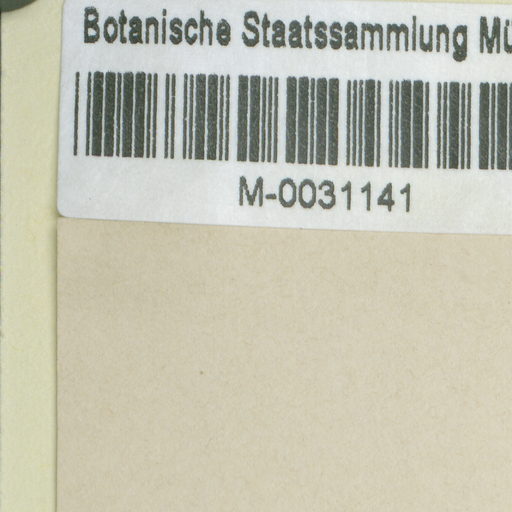 Botanische Staatssammlung Mü
M-0031141